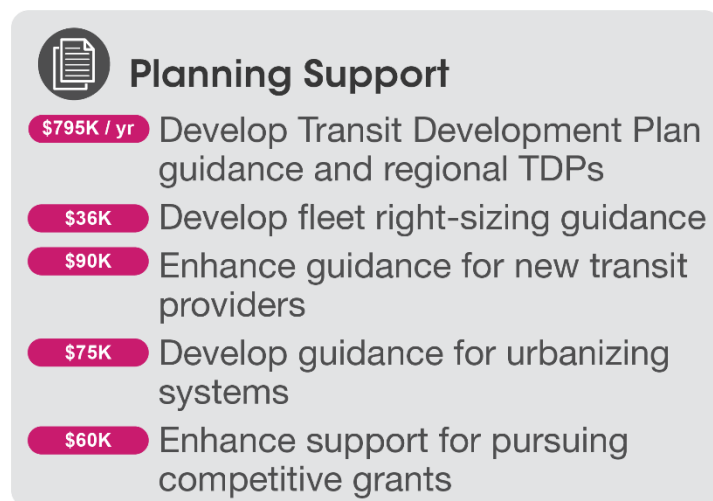 Planning Support
$795K / yr Develop Transit Development Plan
guidance and regional TDPs
$36K Develop fleet right-sizing guidance
$90K Enhance guidance for new transit
providers
$75K Develop guidance for urbanizing
systems
$60K Enhance support for pursuing
competitive grants